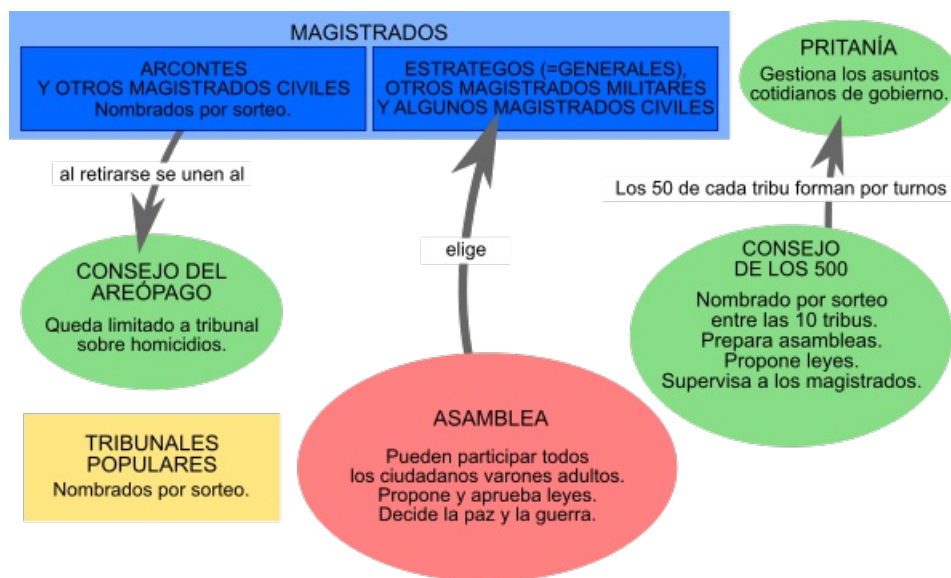 MAGISTRADOS
ARCONTES
Y OTROS MAGISTRADOS CIVILES
Nombrados por sorteo.
ESTRATEGOS (=GENERALES),
OTROS MAGISTRADOS MILITARES
Y ALGUNOS MAGISTRADOS CIVILES
PRITANÍA
Gestiona los asuntos
cotidianos de gobierno.
al retirarse se unen al
elige
Los 50 de cada tribu forman por turnos
CONSEJO DEL
AREÓPAGO
Queda limitado a tribunal
sobre homicidios.
CONSEJO
DE LOS 500
Nombrado por sorteo
entre las 10 tribus.
Prepara asambleas.
Propone leyes.
Supervisa a los magistrados.
TRIBUNALES
POPULARES
Nombrados por sorteo.
ASAMBLEA
Pueden participar todos
los ciudadanos varones adultos.
Propone y aprueba leyes.
Decide la paz y la guerra.